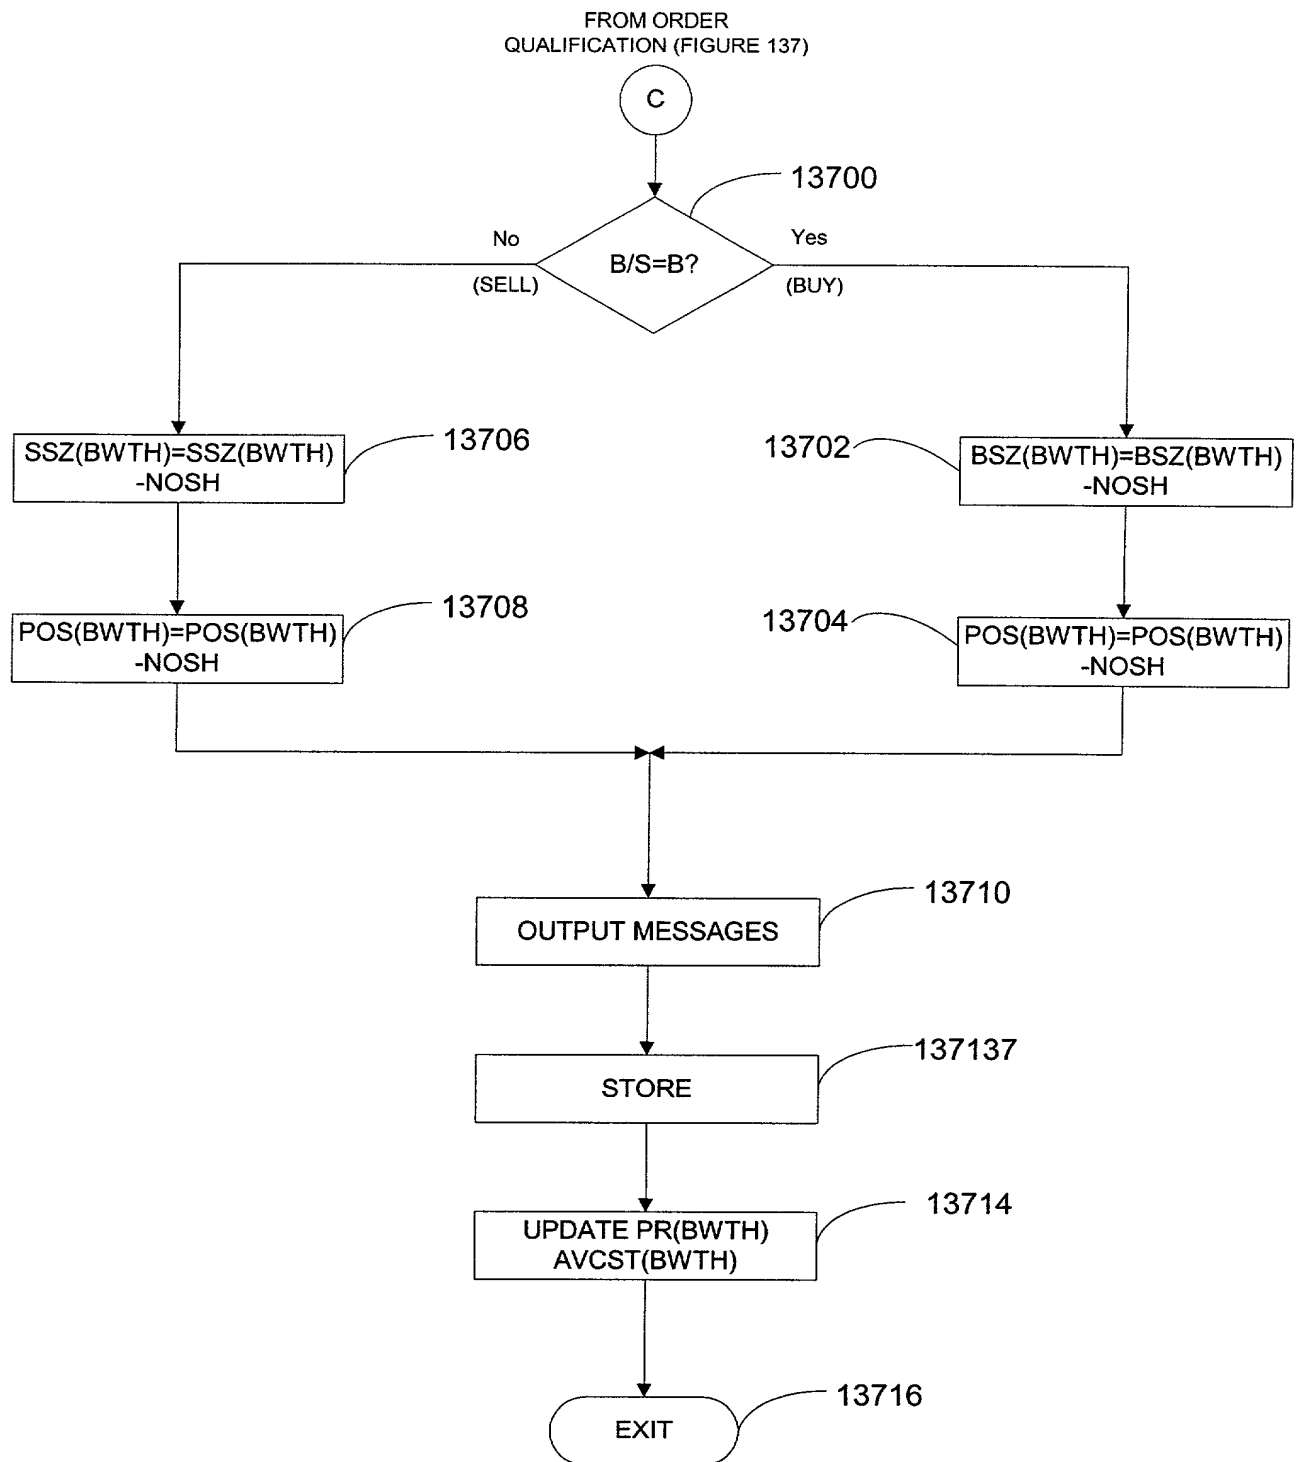 FROM ORDER
QUALIFICATION (FIGURE 137)
C
13700
No
Yes
B/S=B?
(SELL)
(BUY)
SSZ(BWTH)=SSZ(BWTH)
-NOSH
13706
13702
BSZ(BWTH)=BSZ(BWTH)
-NOSH
POS(BWTH)=POS(BWTH)
-NOSH
13708
13704
POS(BWTH)=POS(BWTH)
-NOSH
13710
OUTPUT MESSAGES
137137
STORE
13714
UPDATE PR(BWTH)
AVCST(BWTH)
13716
EXIT